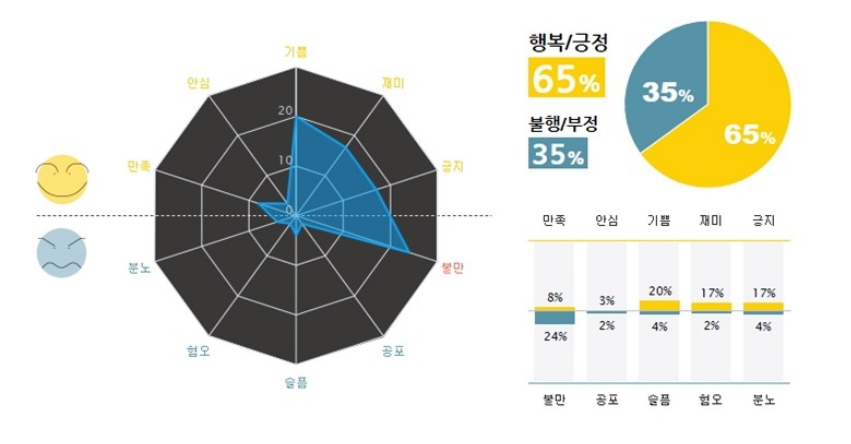 기쁨
안심
재미
20
만족
10
긍지
0
분노
불만
혐오
공포
슬픔
행복/긍정
65%
불행/부정
35%
35%
65%
만족 안심 기쁨 재미 긍지
8% 3% 20% 17% 17%
24% 2% 4% 2% 4%
불만 공포 슬픔 혐오 분노